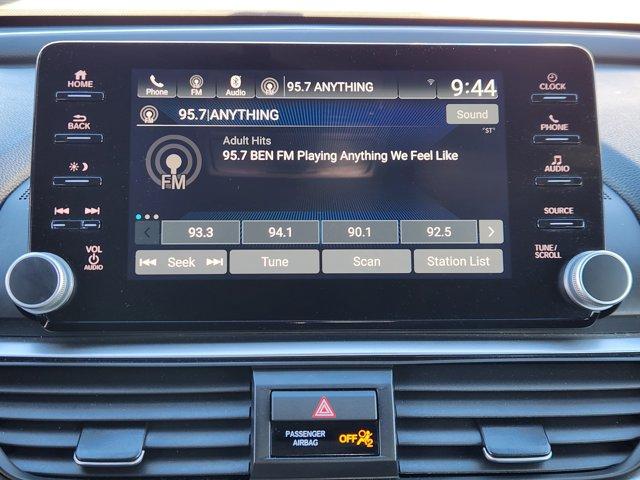 HOME
Phone FM Audio FM 95.7 ANYTHING 9:44
CLOCK
95.7|ANYTHING Sound
"ST"
BACK
PHONE
Adult Hits
95.7 BEN FM Playing Anything We Feel Like
FM
AUDIO
SOURCE
93.3 94.1 90.1 92.5
VOL
AUDIO
TUNE/
SCROLL
Seek Tune Scan Station List
PASSENGER
AIRBAG
OFF 2